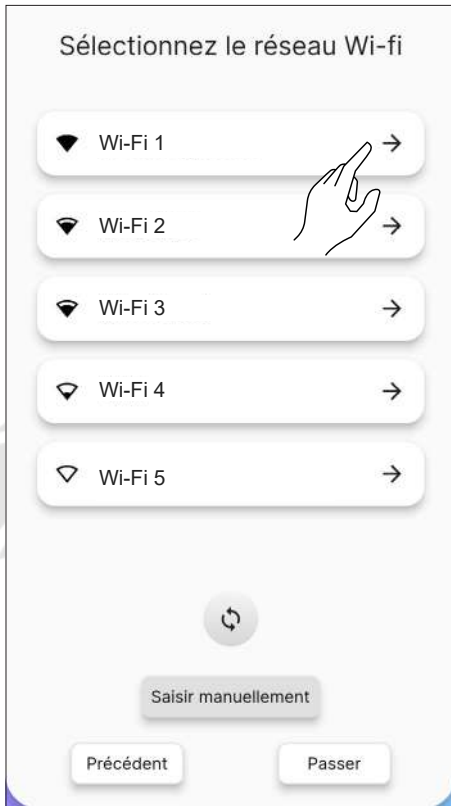 Sélectionnez le réseau Wi-fi
Wi-Fi 1
Wi-Fi 2
Wi-Fi 3
Wi-Fi 4
Wi-Fi 5
Saisir manuellement
Précédent
Passer